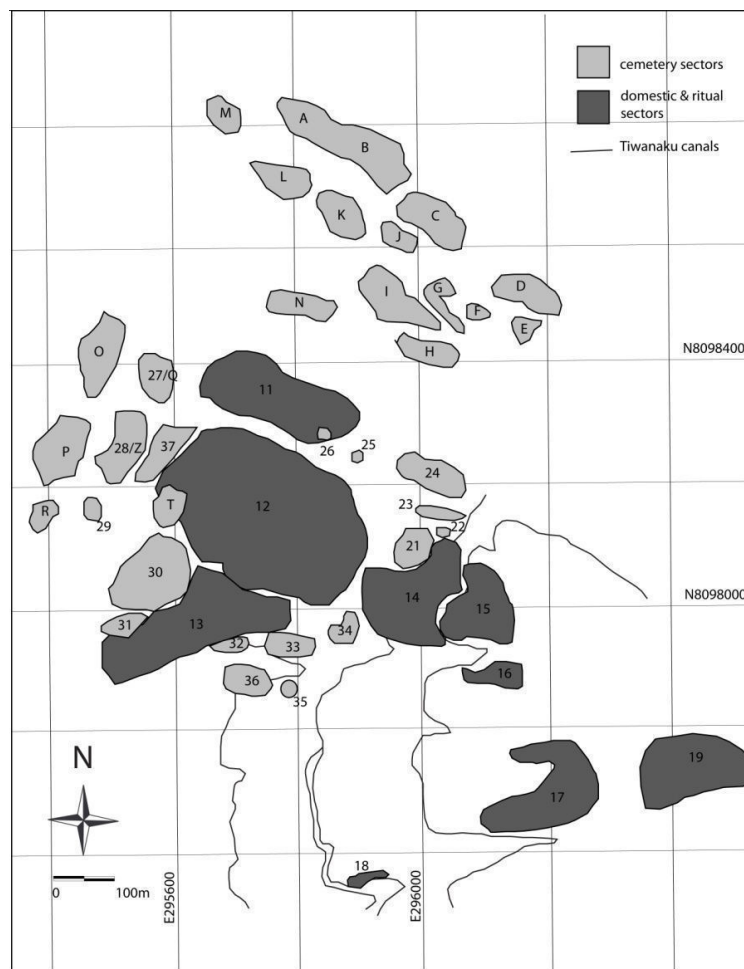 cemetery sectors
domestic & ritual
sectors
Tiwanaku canals
M
A
B
L
K
C
J
N
I
G
F
D
E
H
N8098400
O
27/Q
11
26
25
P
28/Z
37
24
R
29
T
12
23
22
21
30
14
15
N8098000
31
13
32
33
34
16
36
35
17
19
18
N
0
100m
E295600
E296000